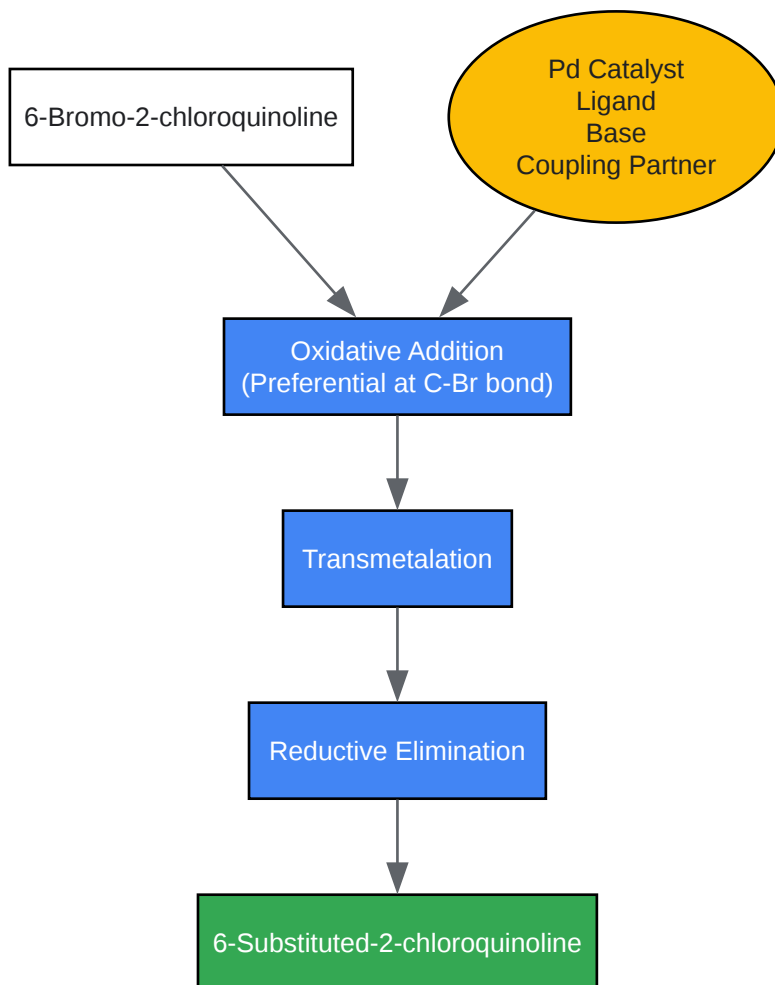 6-Bromo-2-chloroquinoline
Pd Catalyst
Ligand
Base
Coupling Partner
Oxidative Addition
(Preferential at C-Br bond)
Transmetalation
Reductive Elimination
6-Substituted-2-chloroquinoline